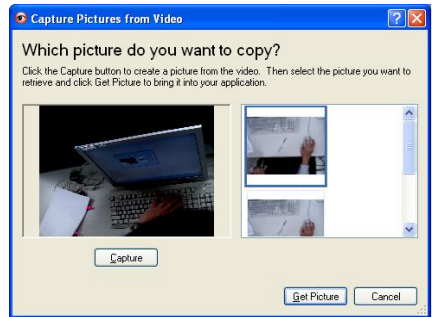 Capture Pictures from Video
Which picture do you want to copy?
Click the Capture button to create a picture from the video. Then select the picture you want to
retrieve and click Get Picture to bring it into your application.
Capture
Get Picture
Cancel